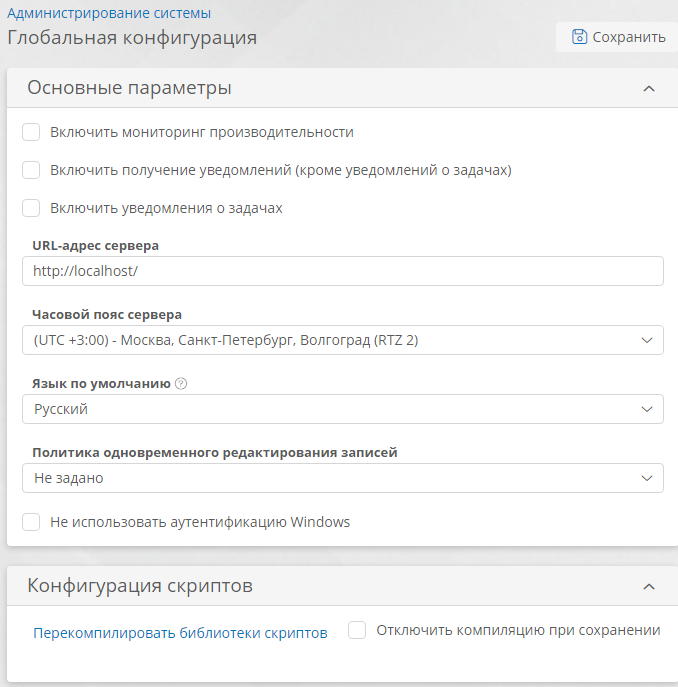 Администрирование системы
Глобальная конфигурация
Сохранить
Основные параметры
Включить мониторинг производительности
Включить получение уведомлений (кроме уведомлений о задачах)
Включить уведомления о задачах
URL-адрес сервера
http://localhost/
Часовой пояс сервера
(UTC +3:00) - Москва, Санкт-Петербург, Волгоград (RTZ 2)
Язык по умолчанию ?
Русский
Политика одновременного редактирования записей
Не задано
Не использовать аутентификацию Windows
Конфигурация скриптов
Перекомпилировать библиотеки скриптов
Отключить компиляцию при сохранении